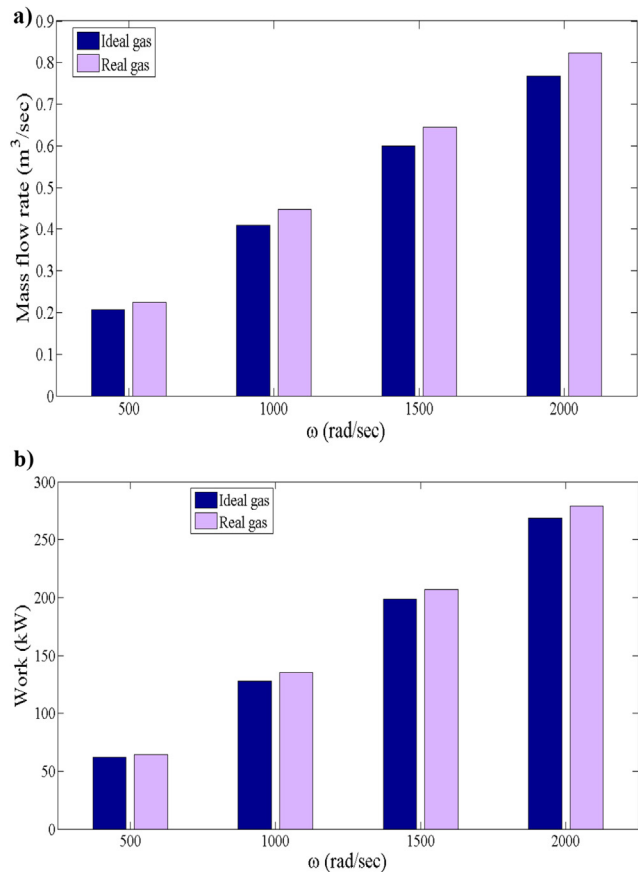 a)
Mass flow rate (m³/sec)
0.9
0.8
0.7
0.6
0.5
0.4
0.3
0.2
0.1
0
Ideal gas
Real gas
500 1000 1500 2000
ω (rad/sec)
b)
Work (kW)
300
250
200
150
100
50
0
Ideal gas
Real gas
500 1000 1500 2000
ω (rad/sec)